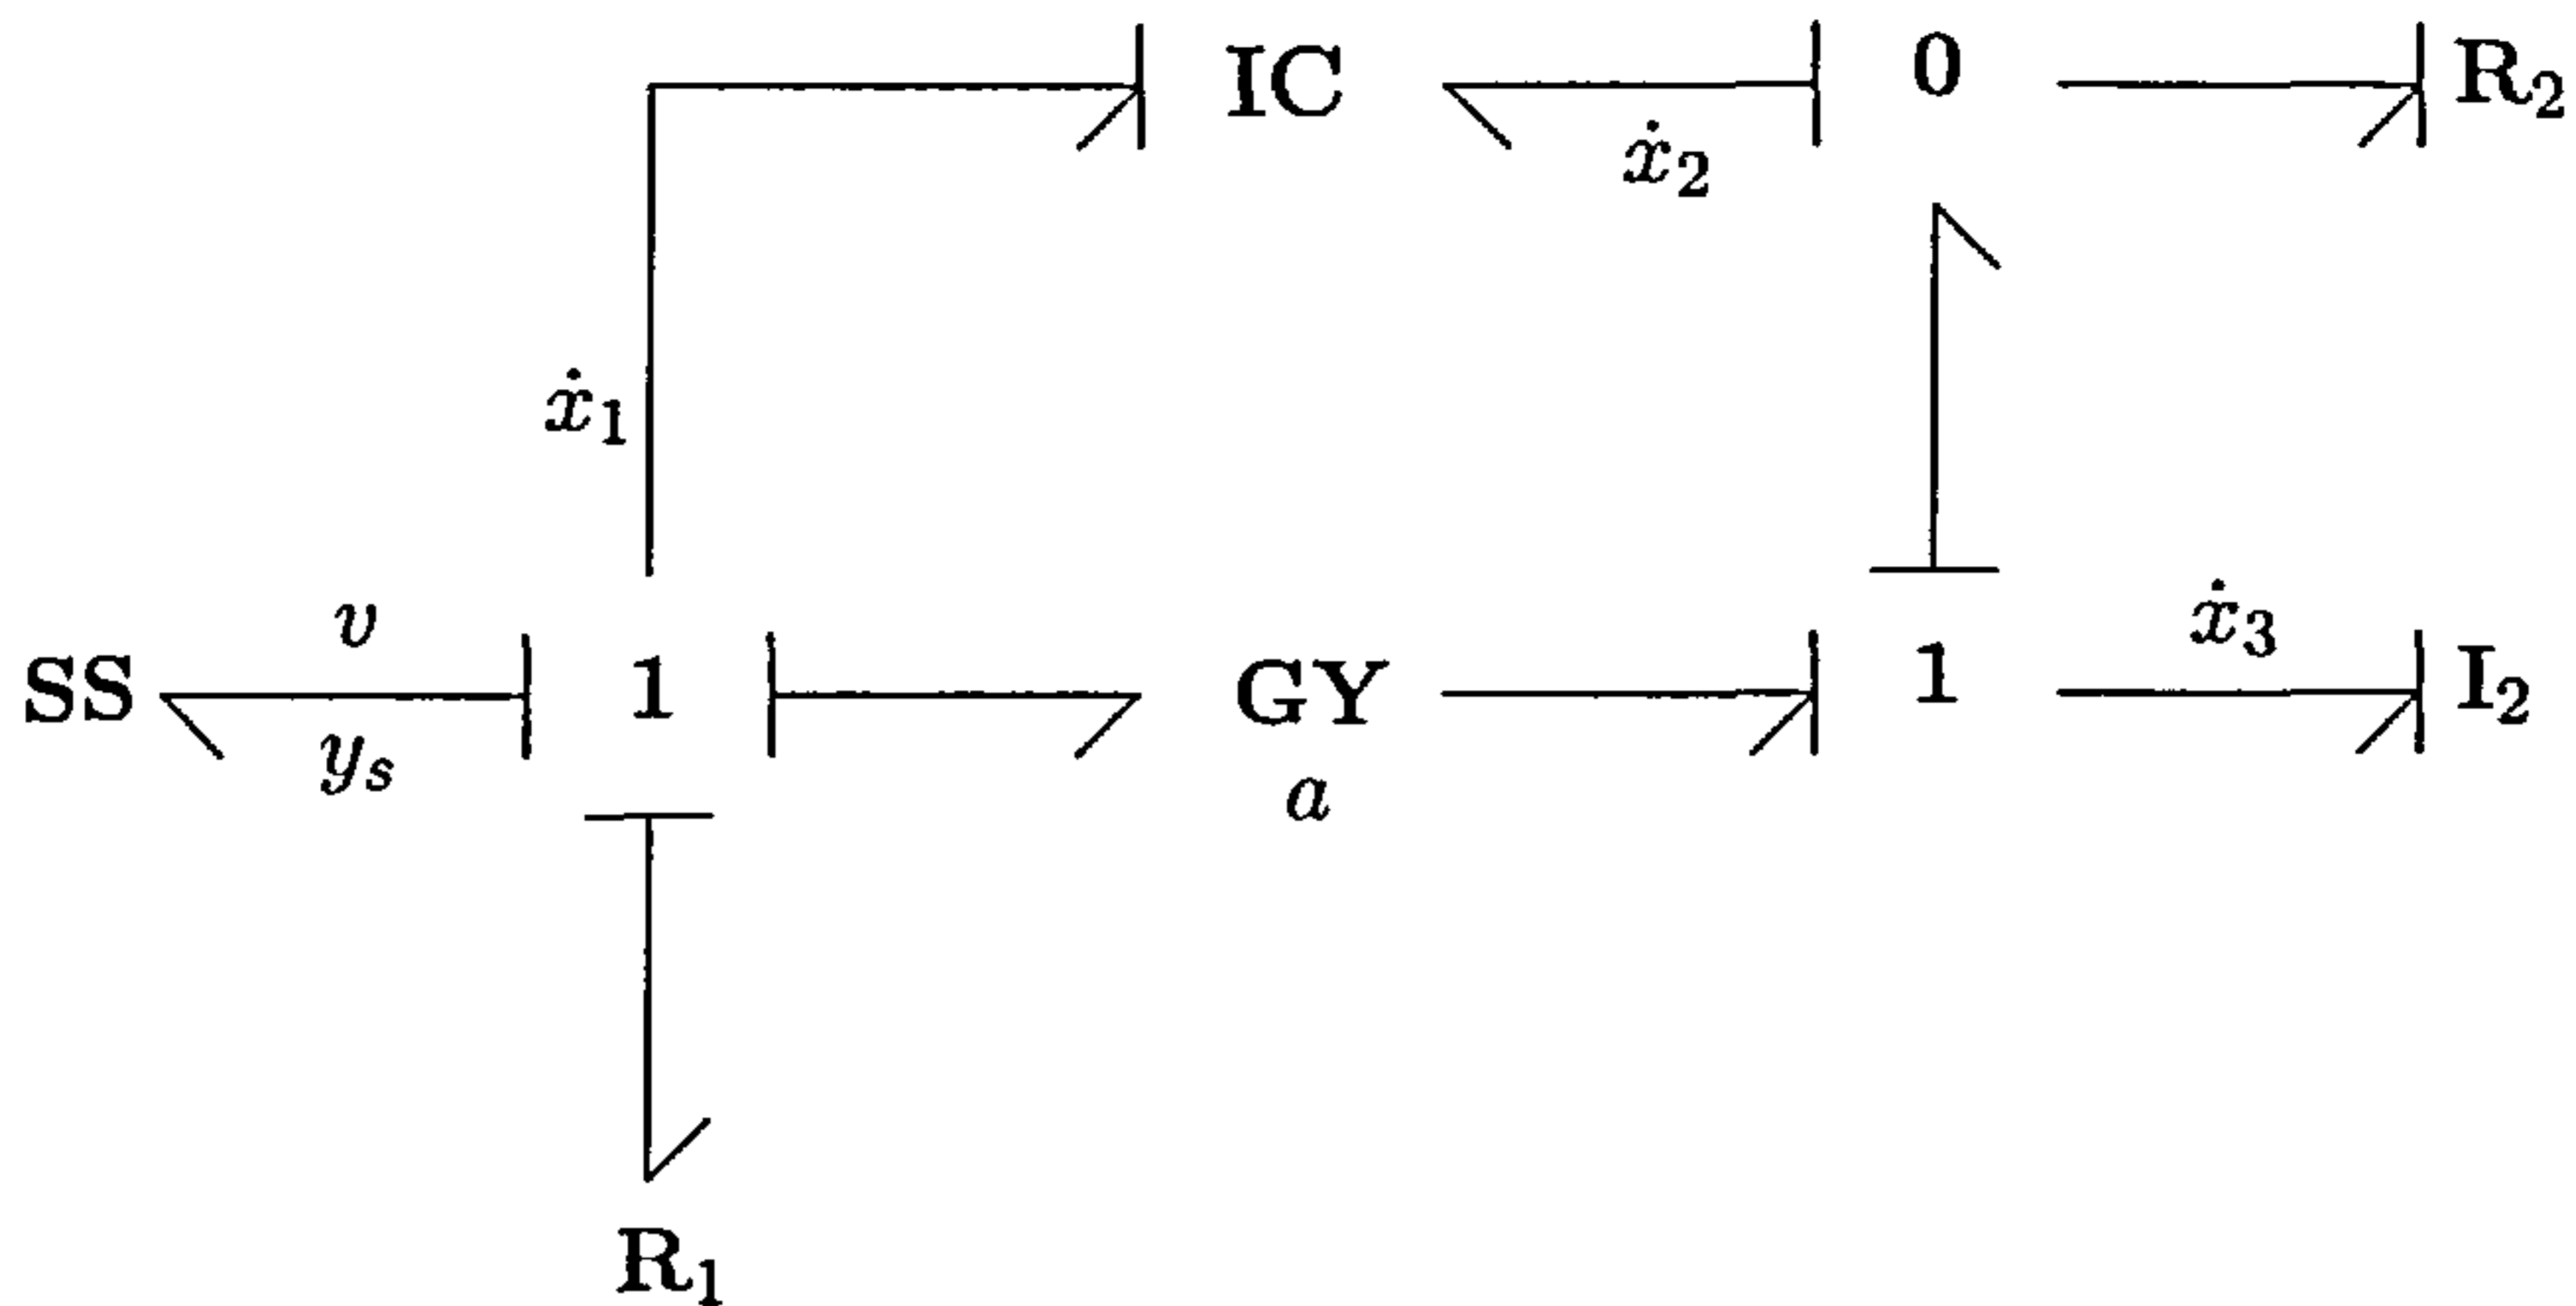 IC 0 R₂
ẋ₂
ẋ₁
v ẋ₃
SS 1 GY 1 I₂
yₛ a
R₁